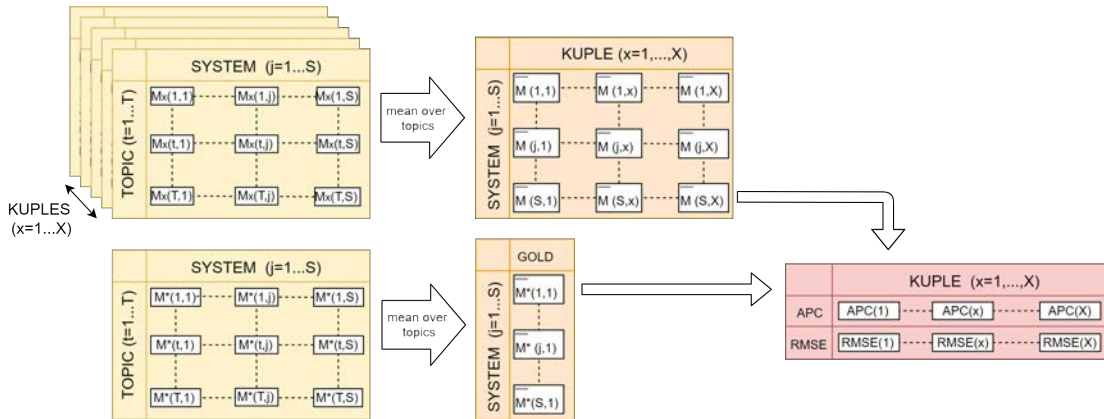 SYSTEM (j=1...S)
TOPIC (t=1...T)
Mx(1,1) Mx(1,j) Mx(1,S)
Mx(t,1) Mx(t,j) Mx(t,S)
Mx(T,1) Mx(T,j) Mx(T,S)
KUPLES
(x=1...X)
mean over
topics
KUPLE (x=1,...,X)
SYSTEM (j=1...S)
M (1,1) M (1,x) M (1,X)
M (j,1) M (j,x) M (j,X)
M (S,1) M (S,x) M (S,X)
SYSTEM (j=1...S)
TOPIC (t=1...T)
M*(1,1) M*(1,j) M*(1,S)
M*(t,1) M*(t,j) M*(t,S)
M*(T,1) M*(T,j) M*(T,S)
mean over
topics
GOLD
SYSTEM (j=1...S)
M*(1,1)
M* (j,1)
M*(S,1)
KUPLE (x=1,...,X)
APC APC(1) APC(x) APC(X)
RMSE RMSE(1) RMSE(x) RMSE(X)